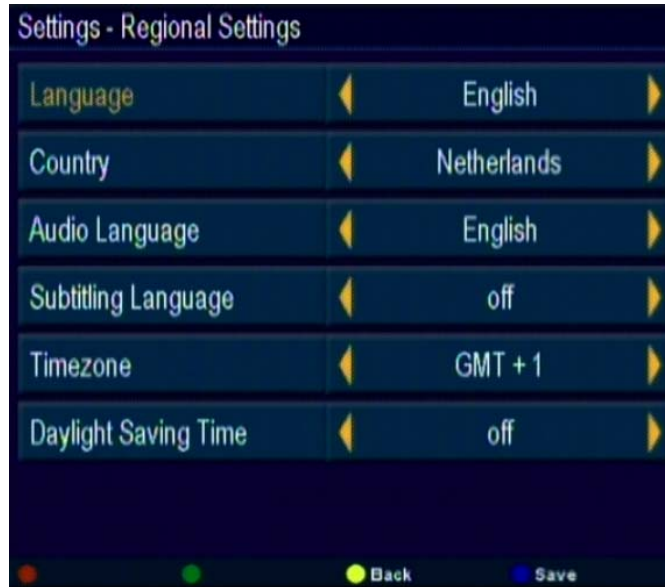 Settings - Regional Settings
Language English
Country Netherlands
Audio Language English
Subtitling Language off
Timezone GMT + 1
Daylight Saving Time off
Back Save